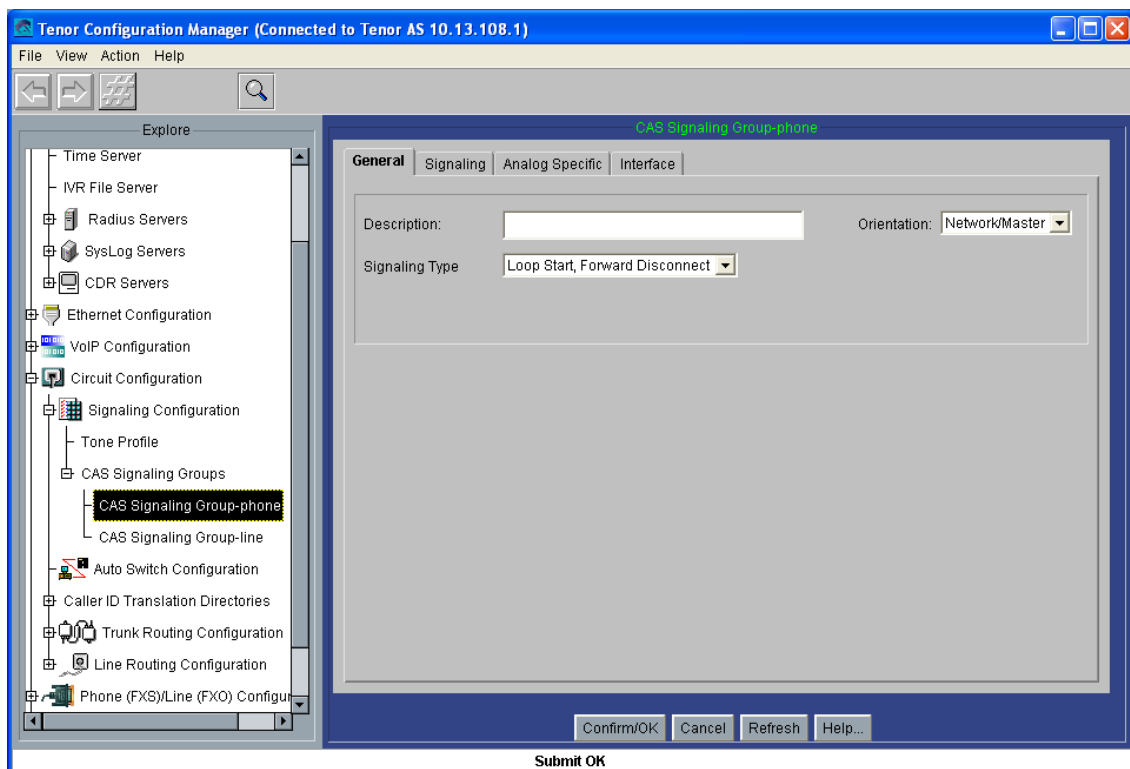 Tenor Configuration Manager (Connected to Tenor AS 10.13.108.1)
File View Action Help
Explore
Time Server
IVR File Server
Radius Servers
SysLog Servers
CDR Servers
Ethernet Configuration
VoIP Configuration
Circuit Configuration
Signaling Configuration
Tone Profile
CAS Signaling Groups
CAS Signaling Group-phone
CAS Signaling Group-line
Auto Switch Configuration
Caller ID Translation Directories
Trunk Routing Configuration
Line Routing Configuration
Phone (FXS)/Line (FXO) Configur
CAS Signaling Group-phone
General Signaling Analog Specific Interface
Description: Orientation: Network/Master
Signaling Type Loop Start, Forward Disconnect
Confirm/OK Cancel Refresh Help...
Submit OK